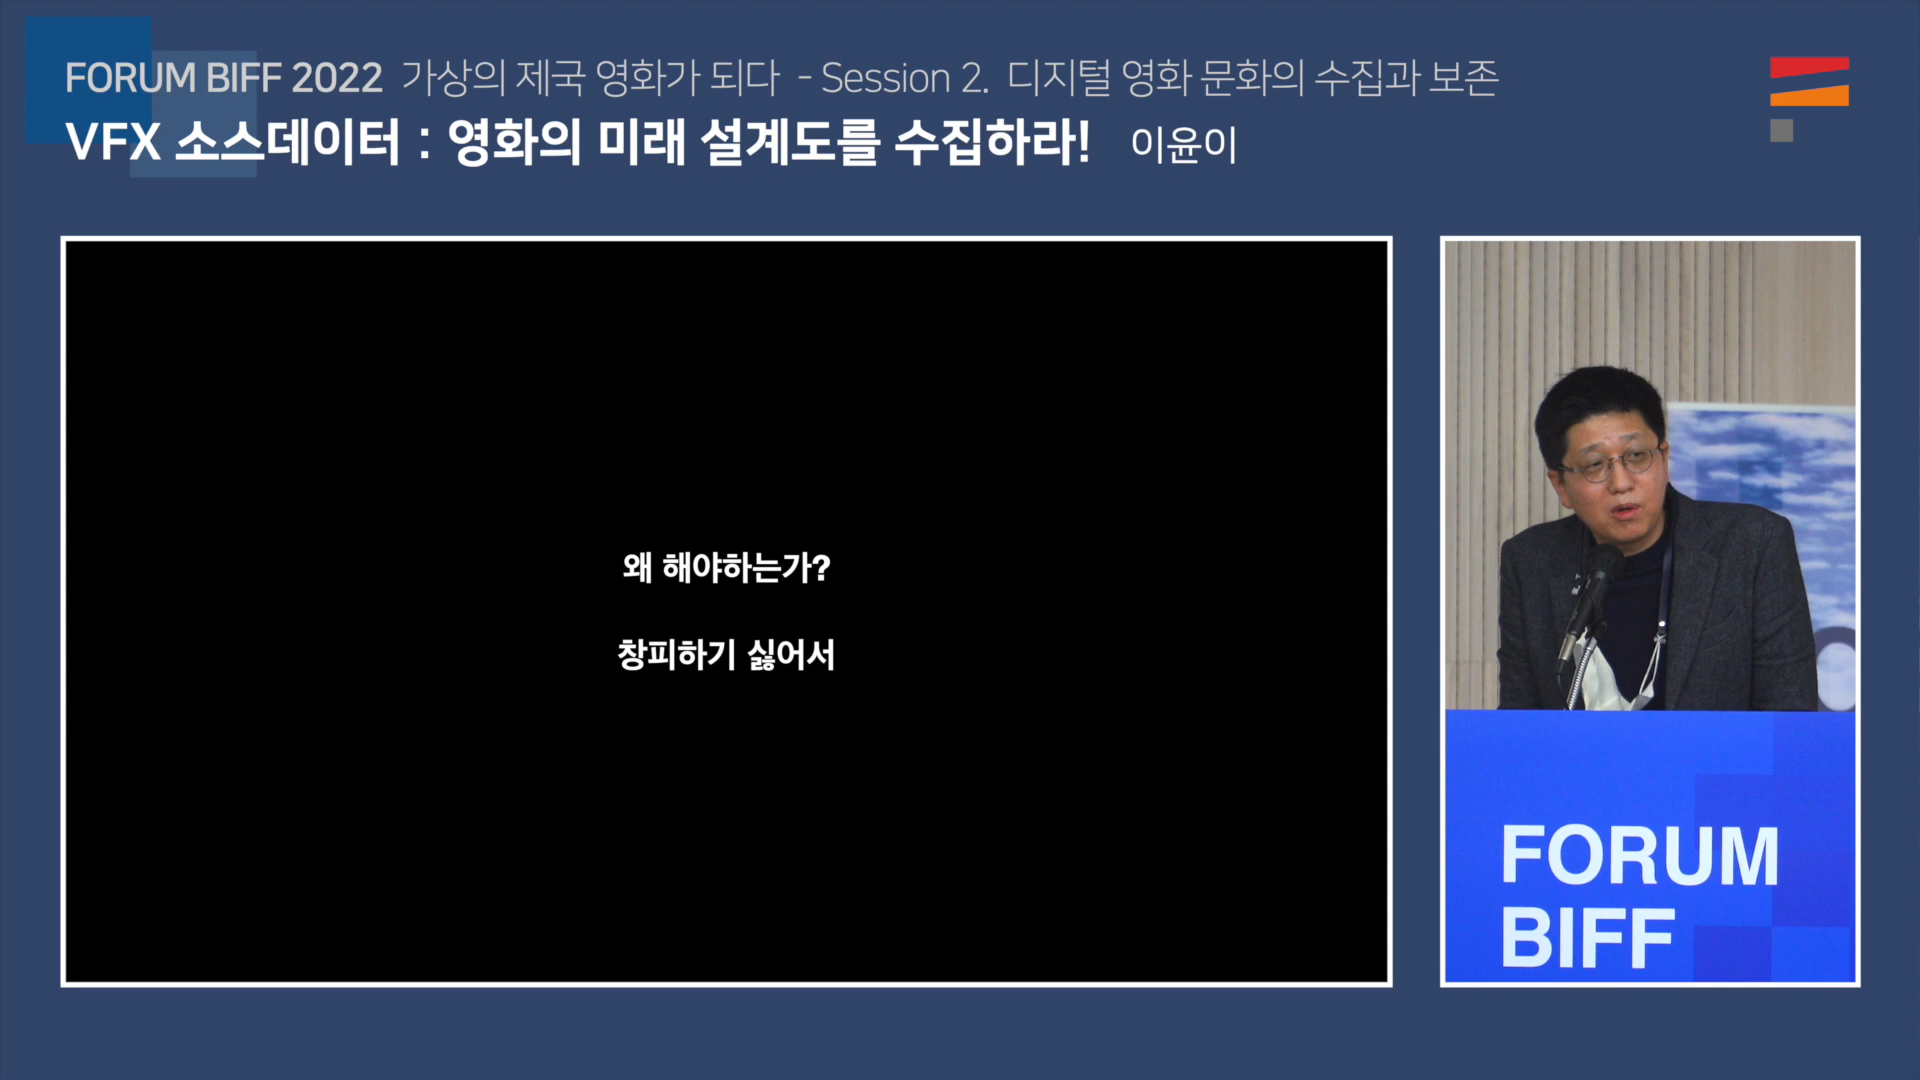 FORUM BIFF 2022 가상의 제국 영화가 되다 - Session 2. 디지털 영화 문화의 수집과 보존
VFX 소스데이터 : 영화의 미래 설계도를 수집하라! 이윤이
왜 해야하는가?
창피하기 싫어서
FORUM
BIFF